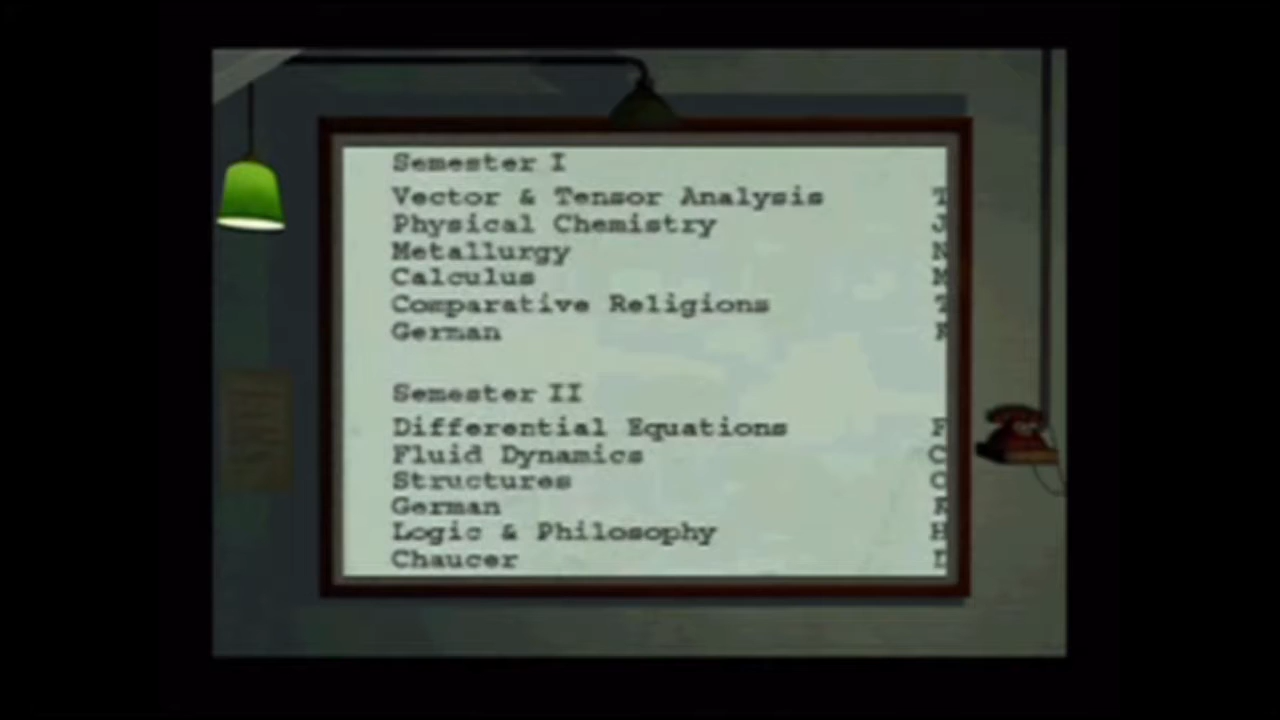 Semester I
Vector & Tensor Analysis T
Physical Chemistry J
Metallurgy N
Calculus M
Comparative Religions T
German
Semester II
Differential Equations F
Fluid Dynamics C
Structures
German
Logic & Philosophy H
Chaucer